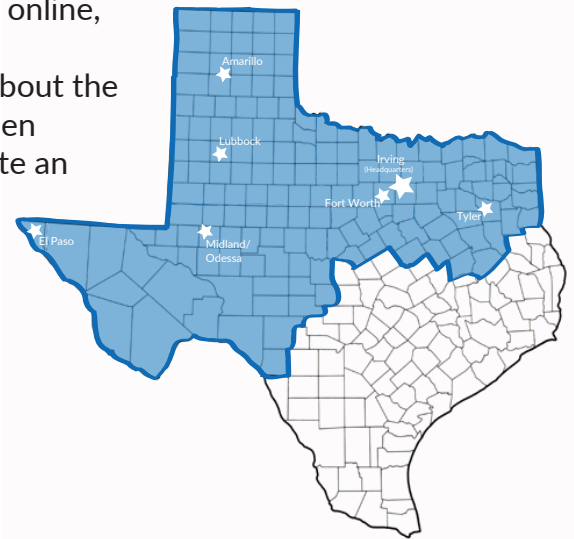 online,
bout the
en
te an
Amarillo
Lubbock
Irving
(Headquarters)
Fort Worth
Tyler
El Paso
Midland/
Odessa